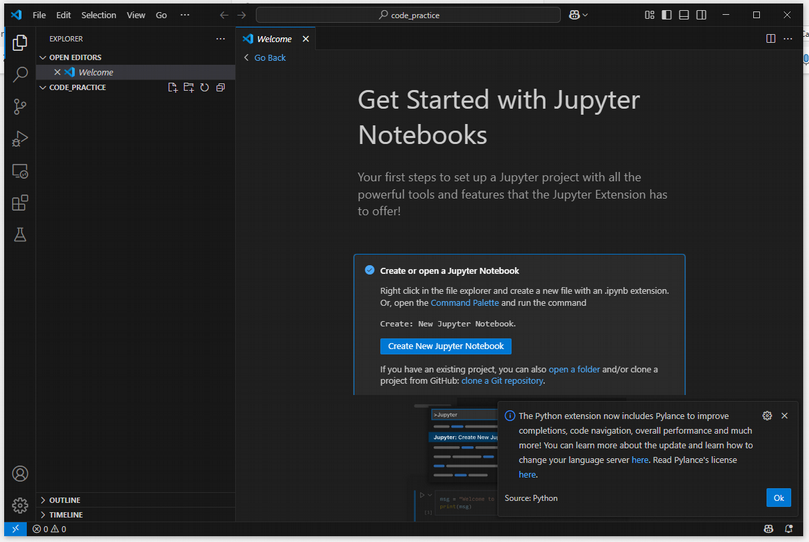 File Edit Selection View Go ··· code_practice
EXPLORER ···
Welcome
OPEN EDITORS
Welcome
CODE_PRACTICE
Go Back
Get Started with Jupyter
Notebooks
Your first steps to set up a Jupyter project with all the
powerful tools and features that the Jupyter Extension has
to offer!
Create or open a Jupyter Notebook
Right click in the file explorer and create a new file with an .ipynb extension.
Or, open the Command Palette and run the command
Create: New Jupyter Notebook.
Create New Jupyter Notebook
If you have an existing project, you can also open a folder and/or clone a
project from GitHub: clone a Git repository.
>Jupyter
Jupyter: Create New Jup
msg = "Welcome to
print(msg)
The Python extension now includes Pylance to improve
completions, code navigation, overall performance and much
more! You can learn more about the update and learn how to
change your language server here. Read Pylance's license
here.
Source: Python
Ok
OUTLINE
TIMELINE
0 0